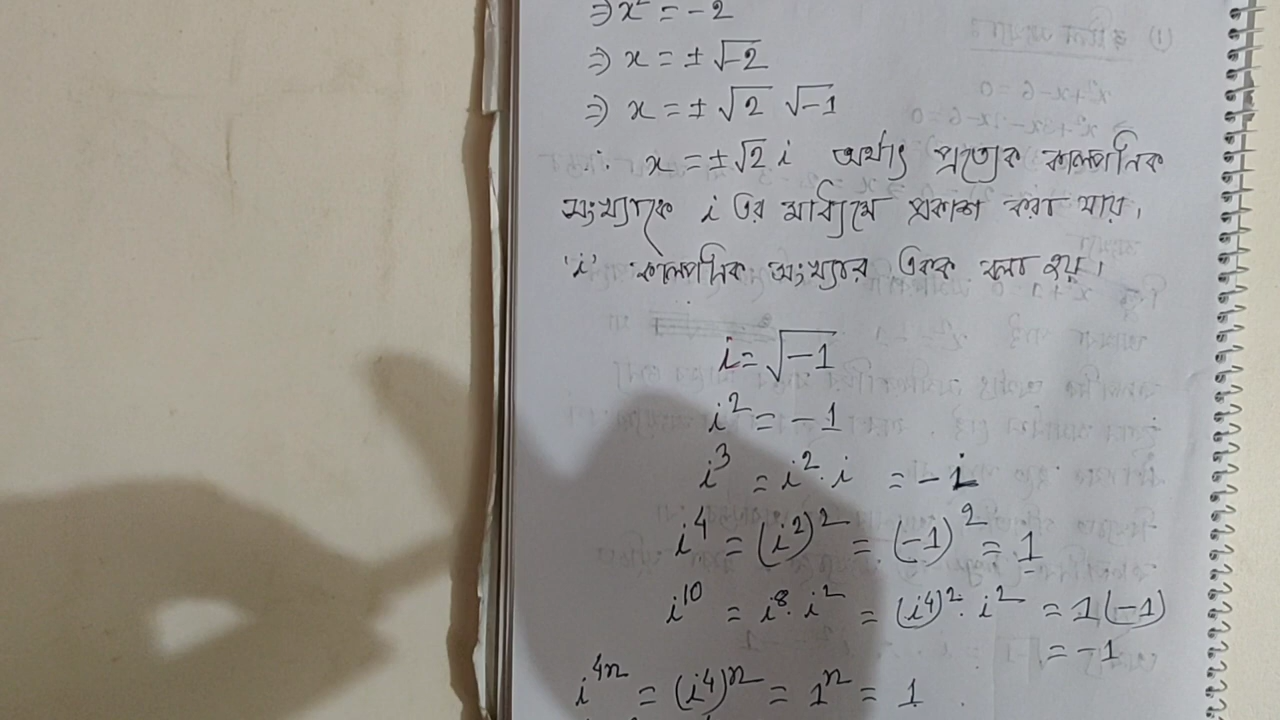 ⇒ x² = -2
⇒ x = ± √-2
⇒ x = ± √2 √-1
∴ x = ± √2 i অর্থাৎ প্রত্যেক কাল্পনিক
সংখ্যাকে i এর মাধ্যমে প্রকাশ করা যায়।
'i' কাল্পনিক সংখ্যার একক বলা হয়।
i = √-1
i² = -1
i³ = i² · i = -i
i⁴ = (i²)² = (-1)² = 1
i¹⁰ = i⁸ · i² = (i⁴)² · i² = 1(-1)
= -1
i⁴ⁿ = (i⁴)ⁿ = 1ⁿ = 1